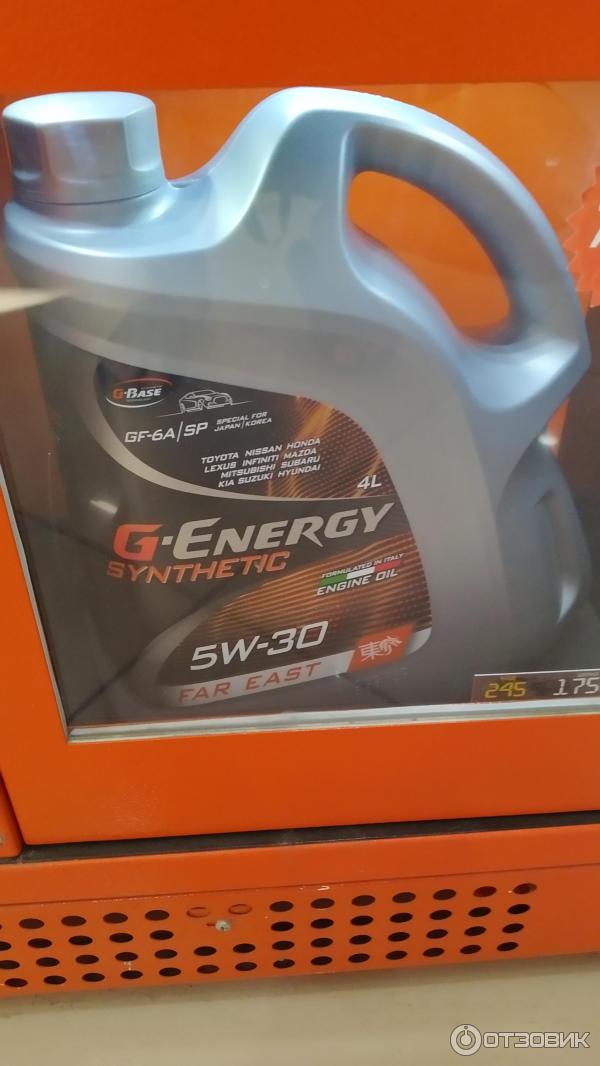 G-BASE
GF-6A/SP
SPECIAL FOR
JAPAN/KOREA
TOYOTA NISSAN HONDA
LEXUS INFINITI MAZDA
MITSUBISHI SUBARU
KIA SUZUKI HYUNDAI
4L
G-ENERGY
SYNTHETIC
FORMULATED IN ITALY
ENGINE OIL
5W-30
FAR EAST
245
175
ОТЗОВИК